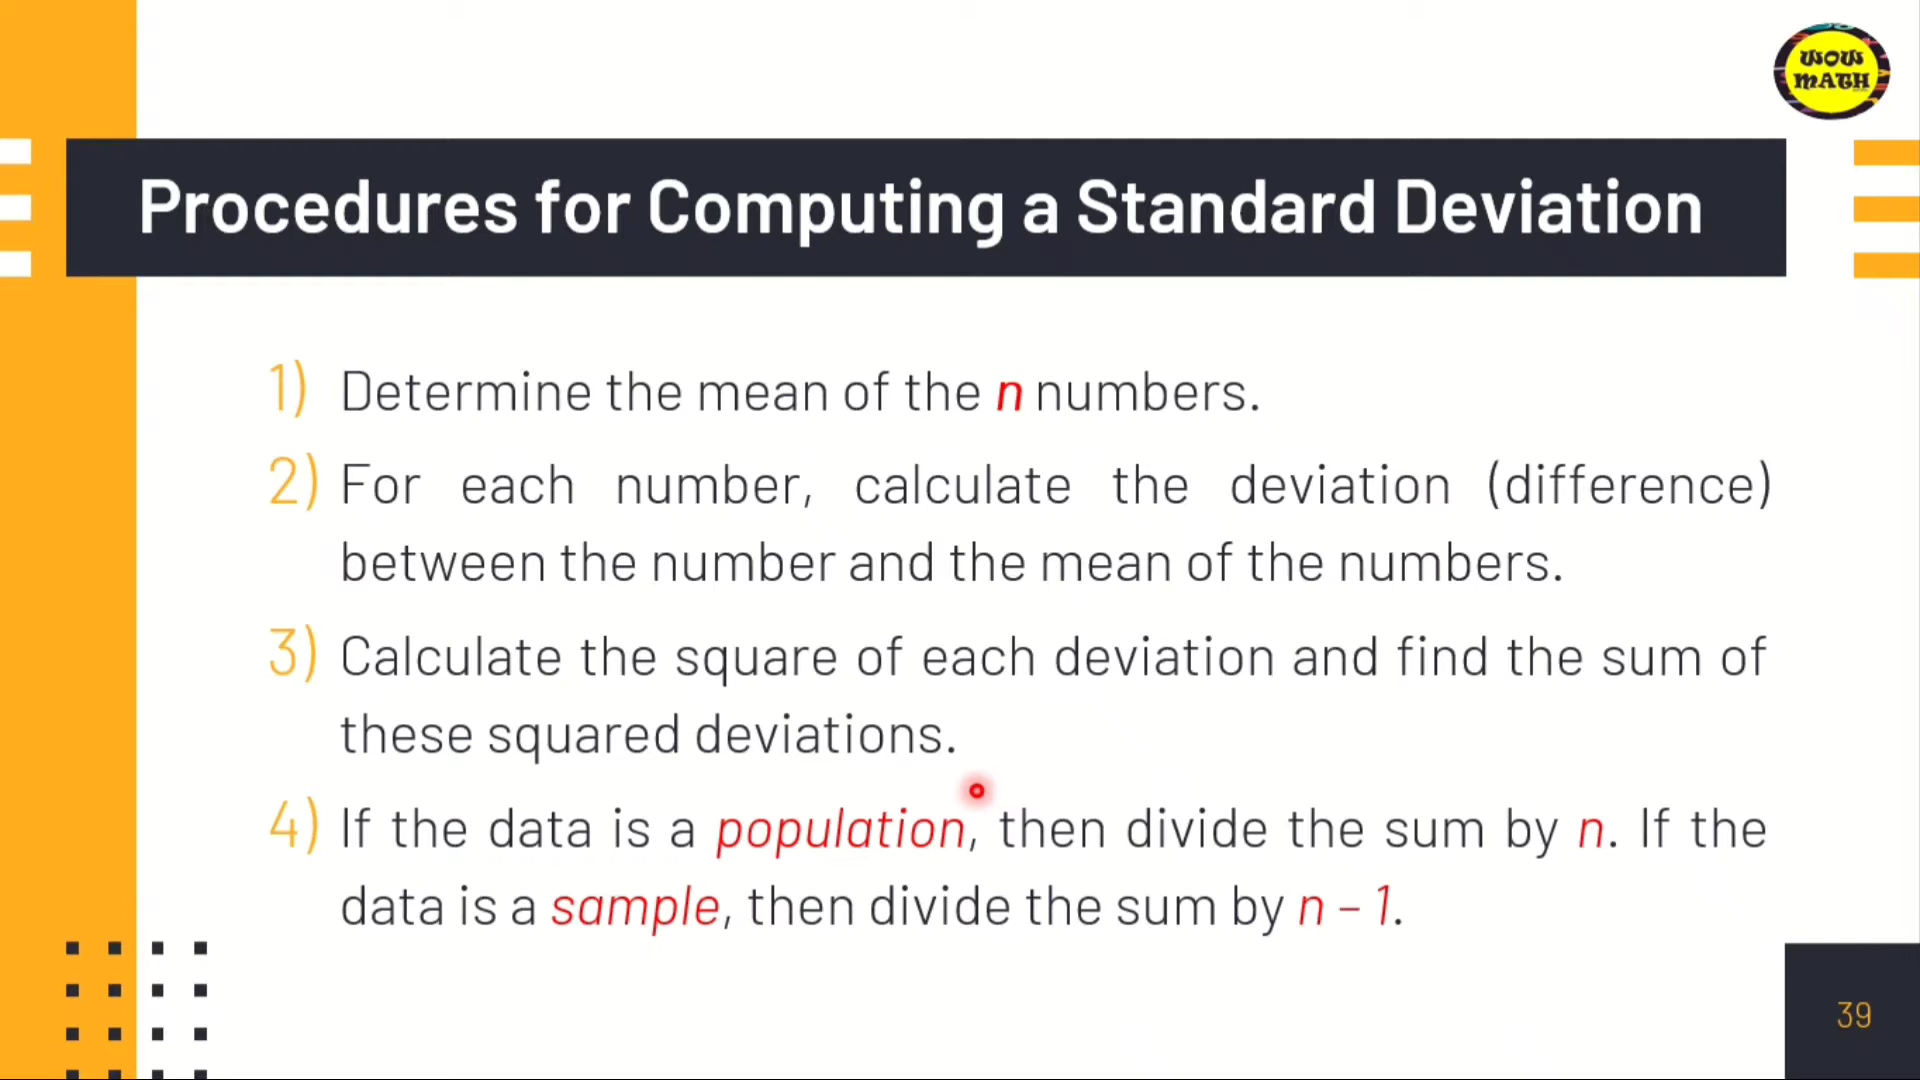 WOW
MATH
Procedures for Computing a Standard Deviation
1) Determine the mean of the n numbers.
2) For each number, calculate the deviation (difference)
between the number and the mean of the numbers.
3) Calculate the square of each deviation and find the sum of
these squared deviations.
4) If the data is a population, then divide the sum by n. If the
data is a sample, then divide the sum by n – 1.
39